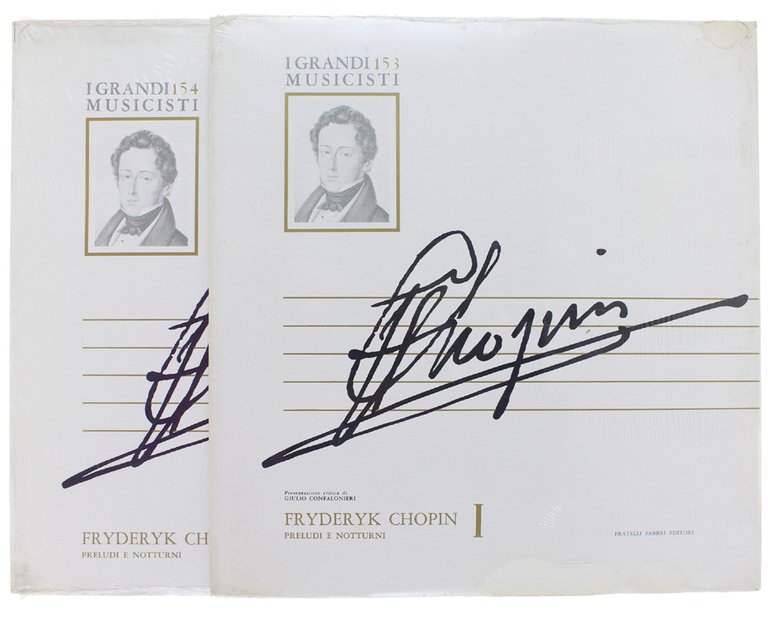 I GRANDI 154
MUSICISTI
FRYDERYK CH
PRELUDI E NOTTURNI
I GRANDI 153
MUSICISTI
Chopin
Presentazione critica di
GIULIO CONFALONIERI
FRYDERYK CHOPIN I
PRELUDI E NOTTURNI
FRATELLI FABBRI EDITORI